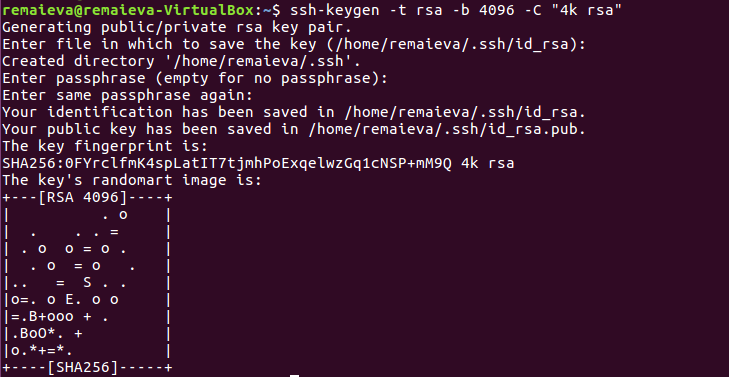 remaieva@remaieva-VirtualBox:~$ ssh-keygen -t rsa -b 4096 -C "4k rsa"
Generating public/private rsa key pair.
Enter file in which to save the key (/home/remaieva/.ssh/id_rsa):
Created directory '/home/remaieva/.ssh'.
Enter passphrase (empty for no passphrase):
Enter same passphrase again:
Your identification has been saved in /home/remaieva/.ssh/id_rsa.
Your public key has been saved in /home/remaieva/.ssh/id_rsa.pub.
The key fingerprint is:
SHA256:0FYrclfmK4spLatIT7tjmhPoExqelwzGq1cNSP+mM9Q 4k rsa
The key's randomart image is:
+---[RSA 4096]----+
|           . o   |
|  .    . . =     |
| . o  o = o .    |
|  . o  = o   .   |
|..   =  S . .    |
|o=. o E. o o     |
|=.B+ooo + .      |
|.BoO*. +         |
|o.*+=*.          |
+----[SHA256]-----+